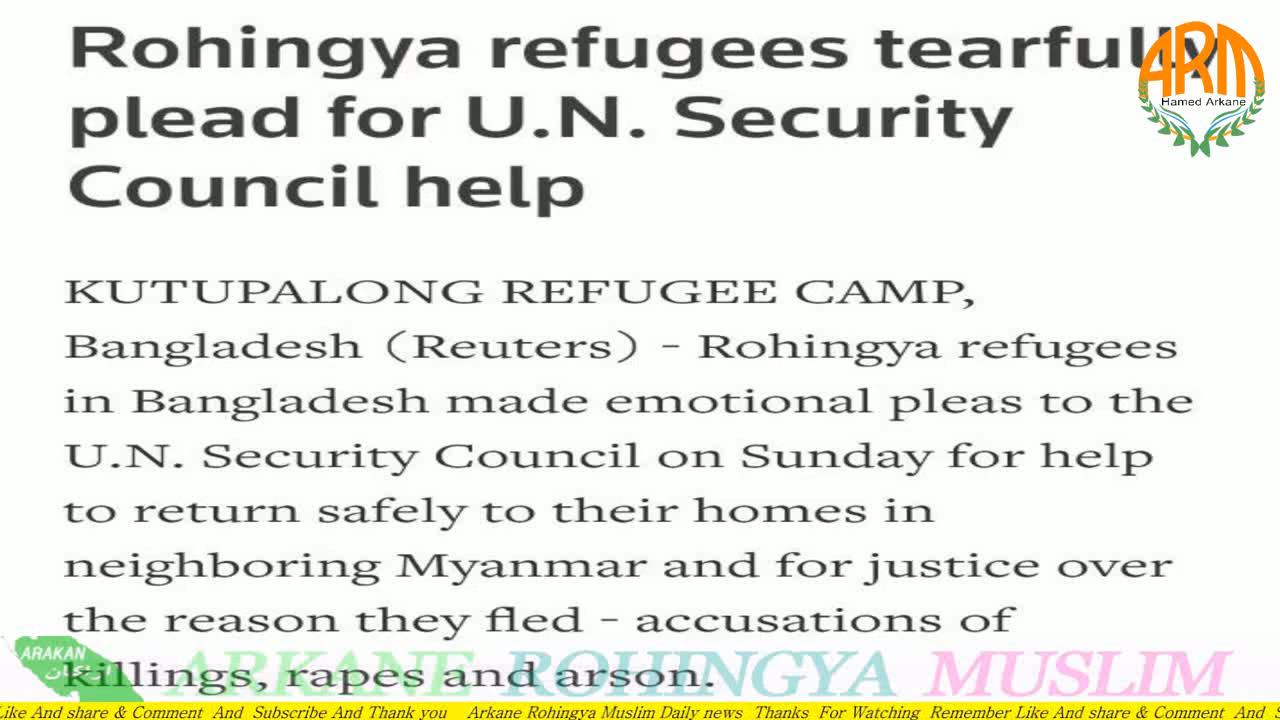 Rohingya refugees tearfully
plead for U.N. Security
Council help
ARM
Hamed Arkane
KUTUPALONG REFUGEE CAMP,
Bangladesh (Reuters) - Rohingya refugees
in Bangladesh made emotional pleas to the
U.N. Security Council on Sunday for help
to return safely to their homes in
neighboring Myanmar and for justice over
the reason they fled - accusations of
killings, rapes and arson.
ARAKAN
ARKANE ROHINGYA MUSLIM
Like And share & Comment And Subscribe And Thank you Arkane Rohingya Muslim Daily news Thanks For Watching Remember Like And share & Comment And